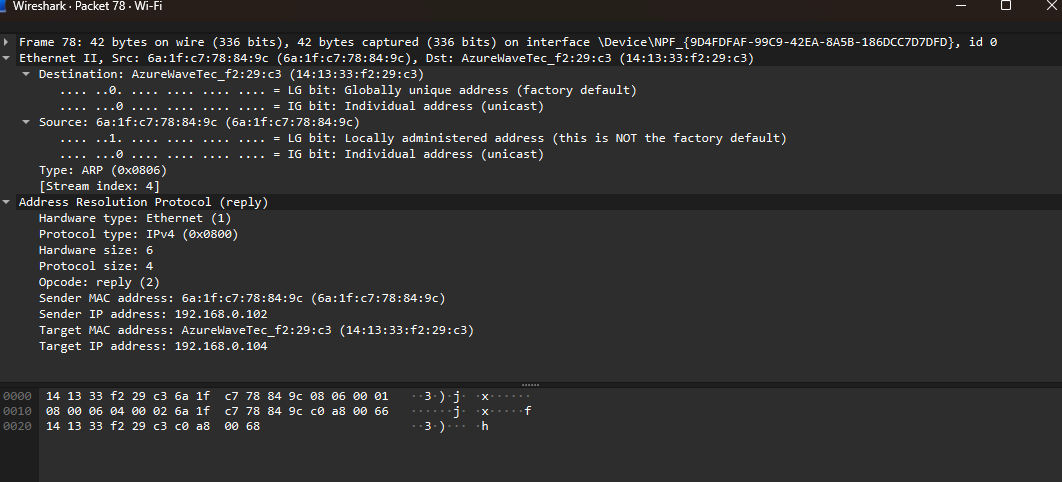 Wireshark · Packet 78 · Wi-Fi
Frame 78: 42 bytes on wire (336 bits), 42 bytes captured (336 bits) on interface \Device\NPF_{9D4FDFAF-99C9-42EA-8A5B-186DCC7D7DFD}, id 0
Ethernet II, Src: 6a:1f:c7:78:84:9c (6a:1f:c7:78:84:9c), Dst: AzureWaveTec_f2:29:c3 (14:13:33:f2:29:c3)
Destination: AzureWaveTec_f2:29:c3 (14:13:33:f2:29:c3)
.... ..0. .... .... .... .... = LG bit: Globally unique address (factory default)
.... ...0 .... .... .... .... = IG bit: Individual address (unicast)
Source: 6a:1f:c7:78:84:9c (6a:1f:c7:78:84:9c)
.... ..1. .... .... .... .... = LG bit: Locally administered address (this is NOT the factory default)
.... ...0 .... .... .... .... = IG bit: Individual address (unicast)
Type: ARP (0x0806)
[Stream index: 4]
Address Resolution Protocol (reply)
Hardware type: Ethernet (1)
Protocol type: IPv4 (0x0800)
Hardware size: 6
Protocol size: 4
Opcode: reply (2)
Sender MAC address: 6a:1f:c7:78:84:9c (6a:1f:c7:78:84:9c)
Sender IP address: 192.168.0.102
Target MAC address: AzureWaveTec_f2:29:c3 (14:13:33:f2:29:c3)
Target IP address: 192.168.0.104
0000 14 13 33 f2 29 c3 6a 1f c7 78 84 9c 08 06 00 01 ··3·)·j· ·x······
0010 08 00 06 04 00 02 6a 1f c7 78 84 9c c0 a8 00 66 ······j· ·x·····f
0020 14 13 33 f2 29 c3 c0 a8 00 68 ··3·)··· ·h